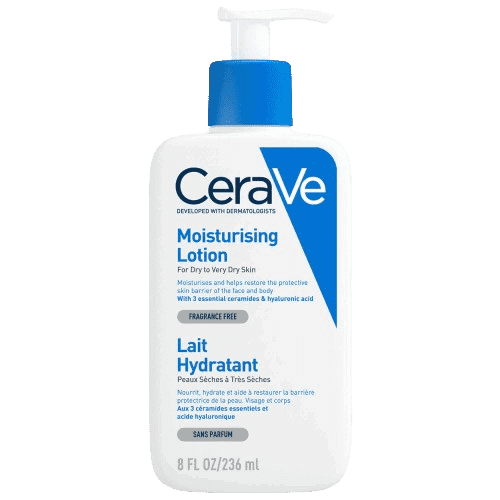 CeraVe
DEVELOPED WITH DERMATOLOGISTS
Moisturising
Lotion
For Dry to Very Dry Skin
Moisturises and helps restore the protective
skin barrier of the face and body
With 3 essential ceramides & hyaluronic acid
FRAGRANCE FREE
Lait
Hydratant
Peaux Sèches à Très Sèches
Nourrit, hydrate et aide à restaurer la barrière
protectrice de la peau. Visage et corps
Aux 3 céramides essentiels et
acide hyaluronique
SANS PARFUM
8 FL OZ/236 ml